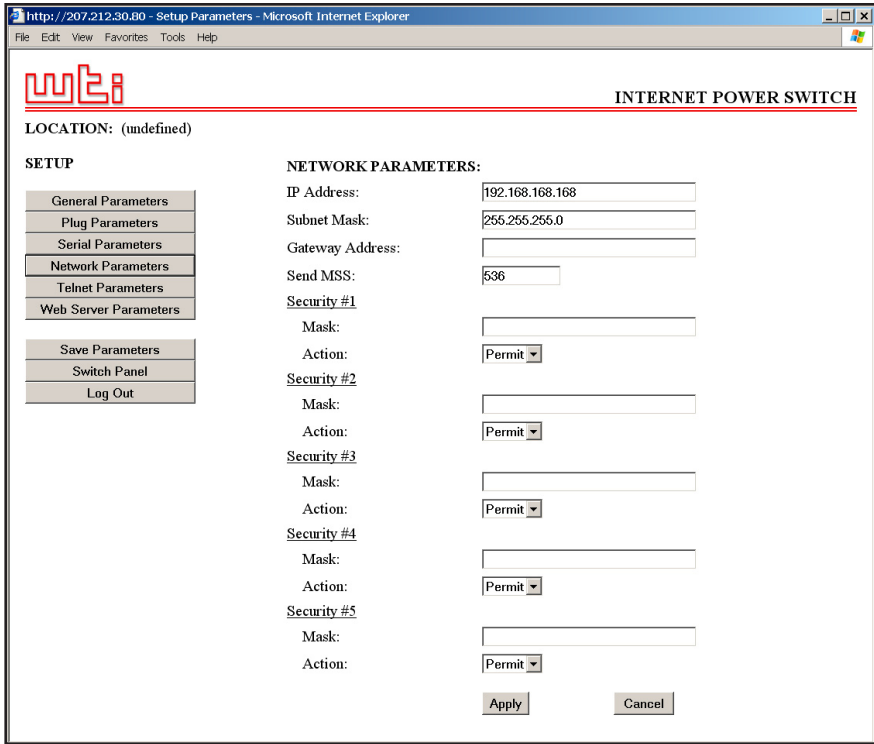 http://207.212.30.80 - Setup Parameters - Microsoft Internet Explorer
File Edit View Favorites Tools Help
wti
INTERNET POWER SWITCH
LOCATION: (undefined)
SETUP
General Parameters
Plug Parameters
Serial Parameters
Network Parameters
Telnet Parameters
Web Server Parameters
Save Parameters
Switch Panel
Log Out
NETWORK PARAMETERS:
IP Address: 192.168.168.168
Subnet Mask: 255.255.255.0
Gateway Address:
Send MSS: 536
Security #1
Mask:
Action: Permit
Security #2
Mask:
Action: Permit
Security #3
Mask:
Action: Permit
Security #4
Mask:
Action: Permit
Security #5
Mask:
Action: Permit
Apply Cancel